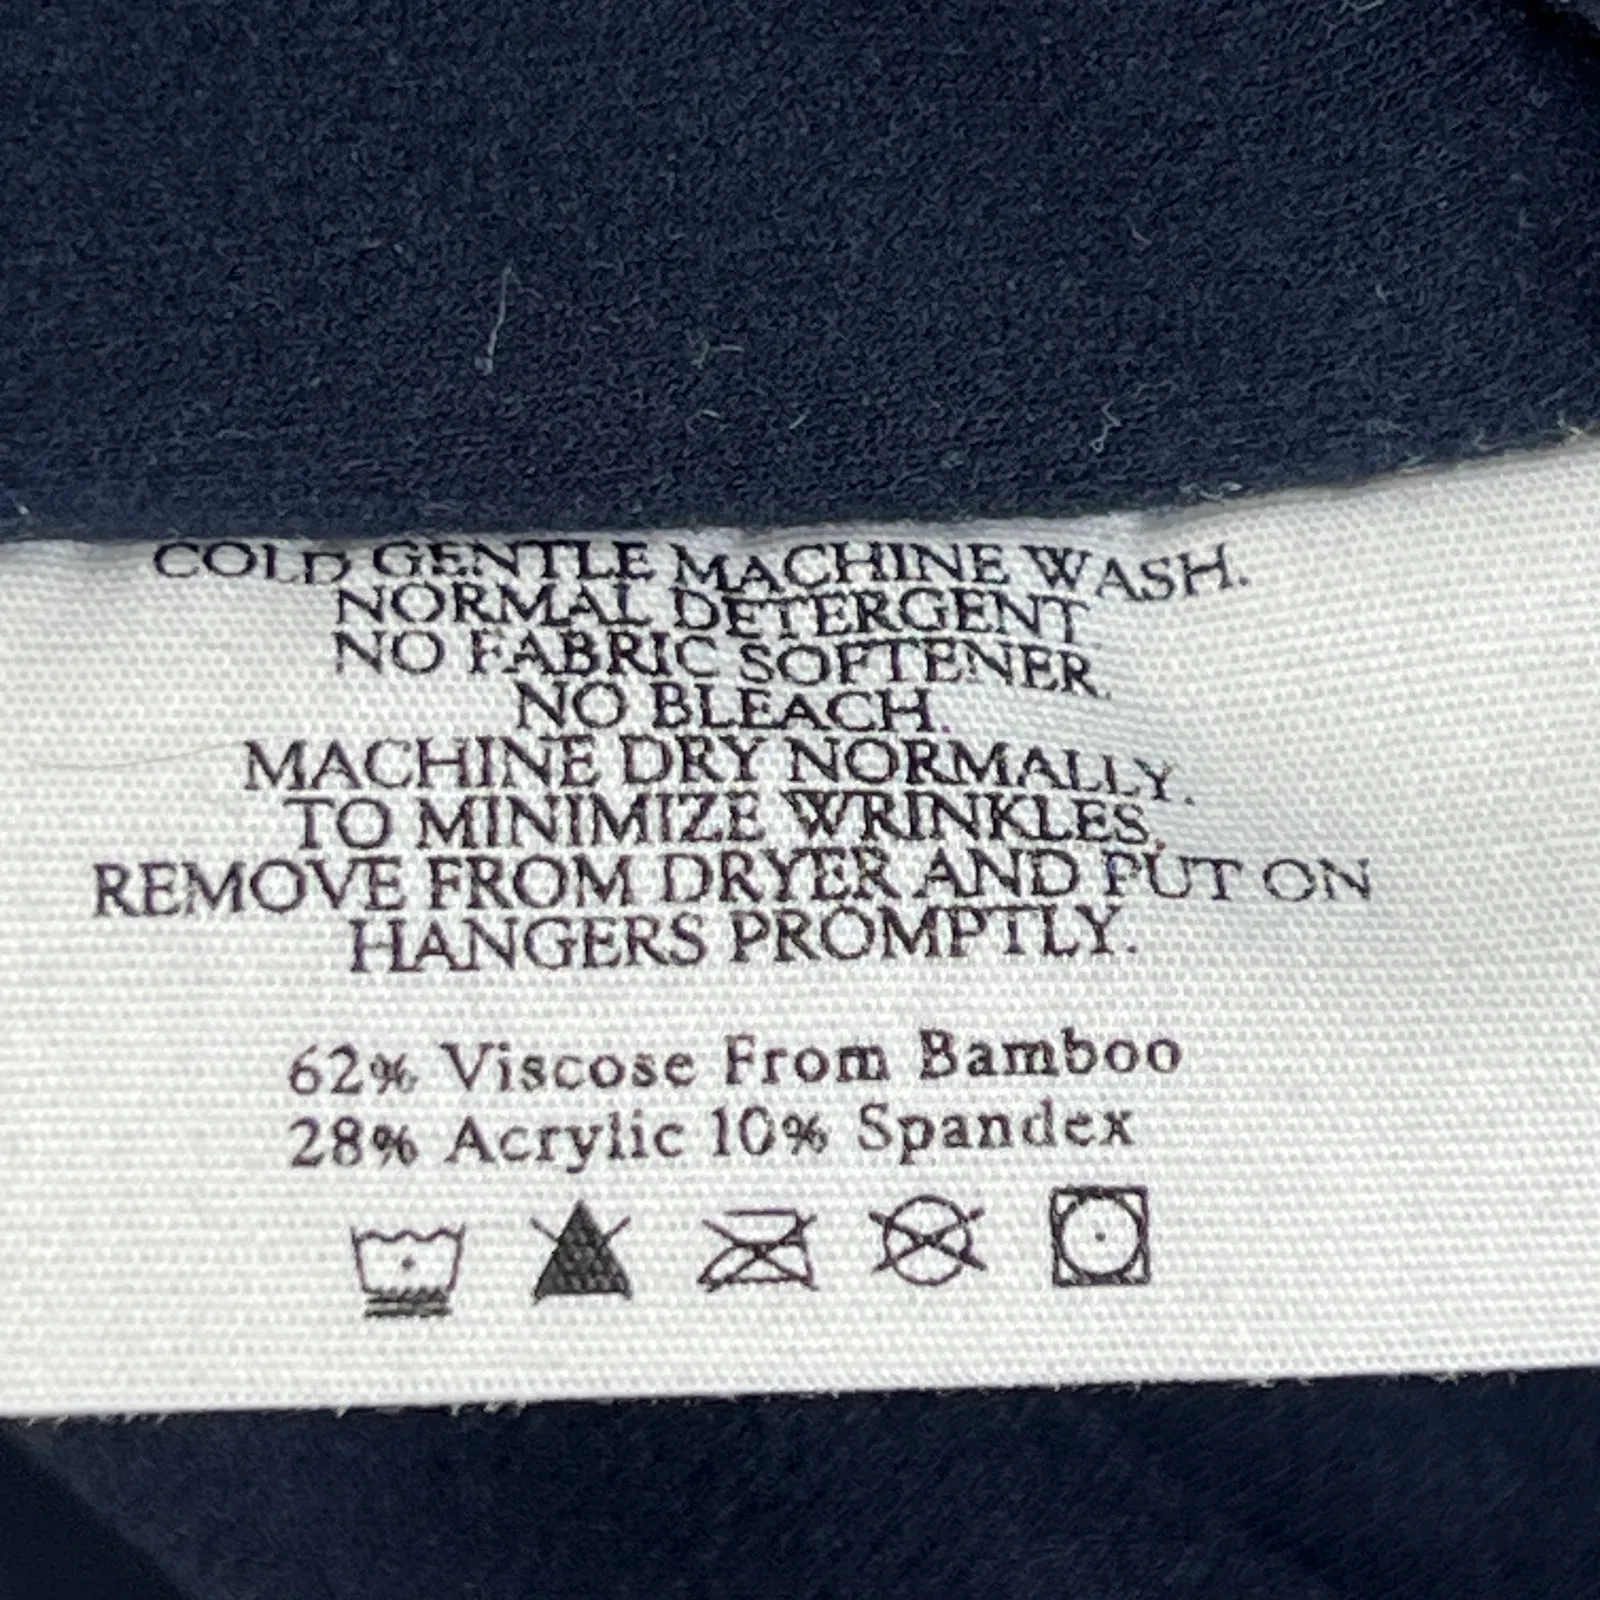 COLD GENTLE MACHINE WASH.
NORMAL DETERGENT
NO FABRIC SOFTENER.
NO BLEACH.
MACHINE DRY NORMALLY.
TO MINIMIZE WRINKLES,
REMOVE FROM DRYER AND PUT ON
HANGERS PROMPTLY.
62% Viscose From Bamboo
28% Acrylic 10% Spandex